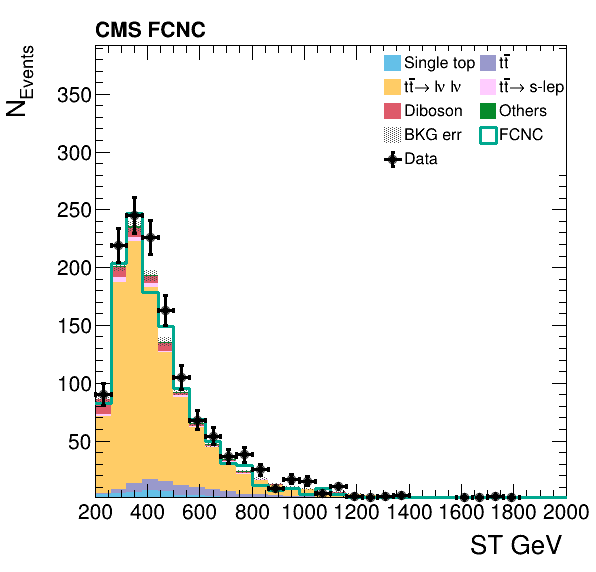 CMS FCNC
N_Events
Single top
tt̄
tt̄→ lν lν
tt̄→ s-lep
Diboson
Others
BKG err
FCNC
Data
350
300
250
200
150
100
50
200 400 600 800 1000 1200 1400 1600 1800 2000
ST GeV